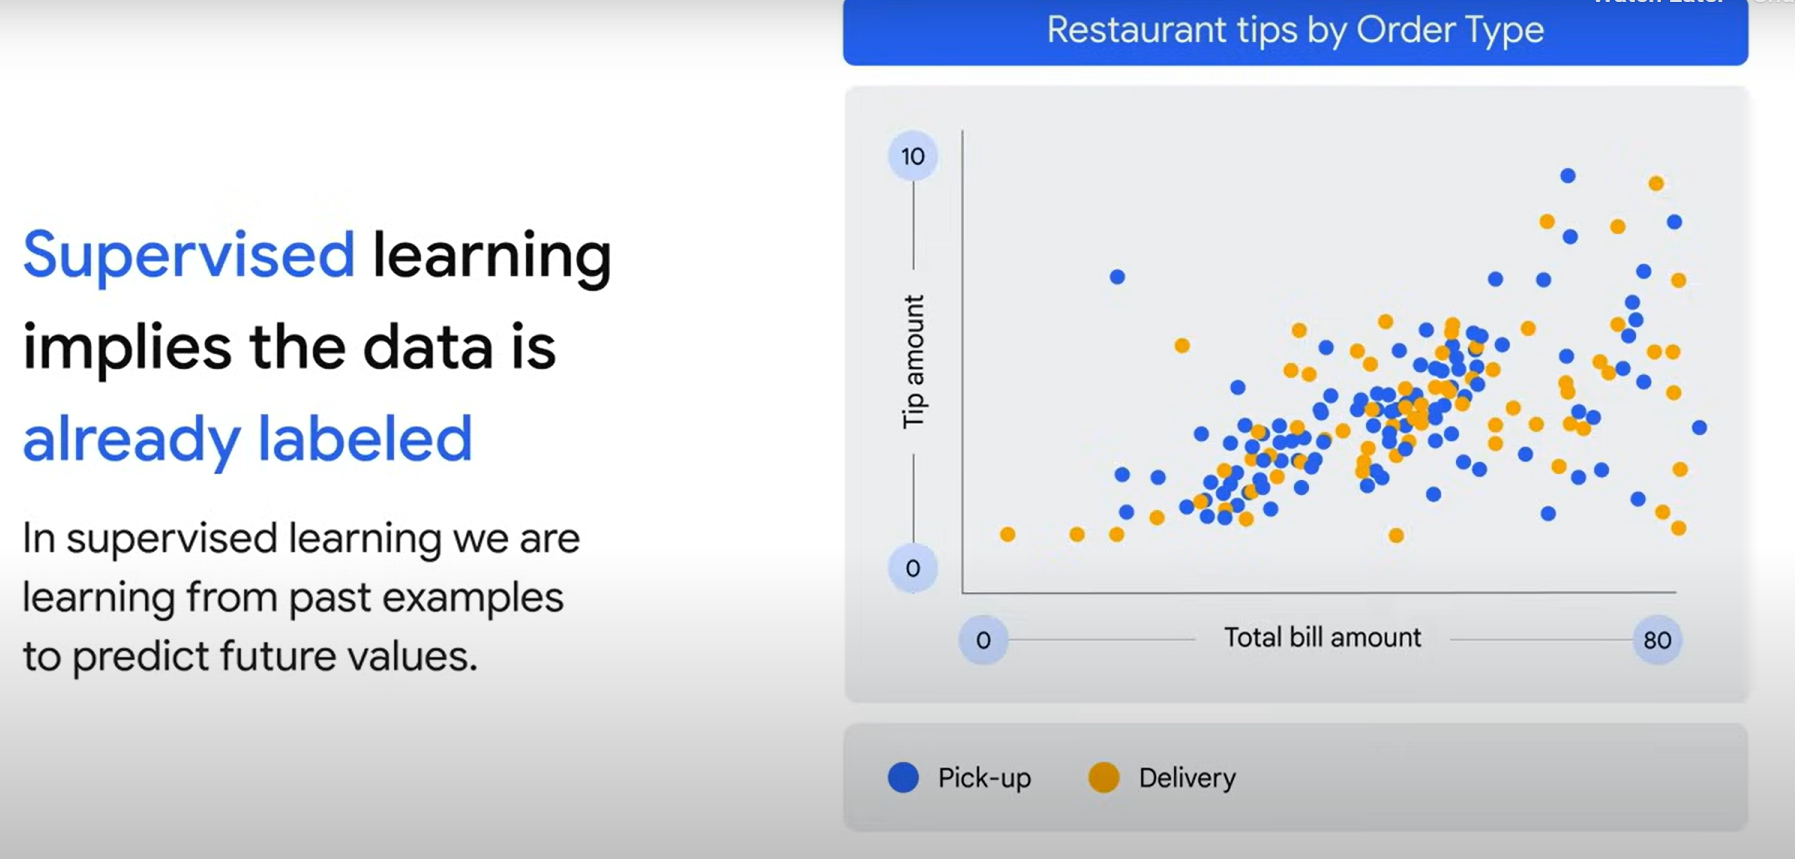 Restaurant tips by Order Type
Supervised learning
implies the data is
already labeled
In supervised learning we are
learning from past examples
to predict future values.
10
Tip amount
0
0
Total bill amount
80
Pick-up
Delivery